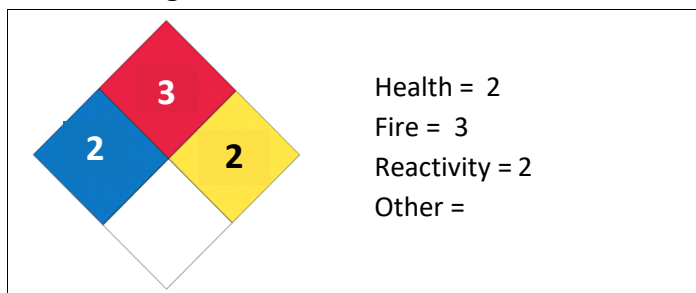 3
2
2
Health = 2
Fire = 3
Reactivity = 2
Other =